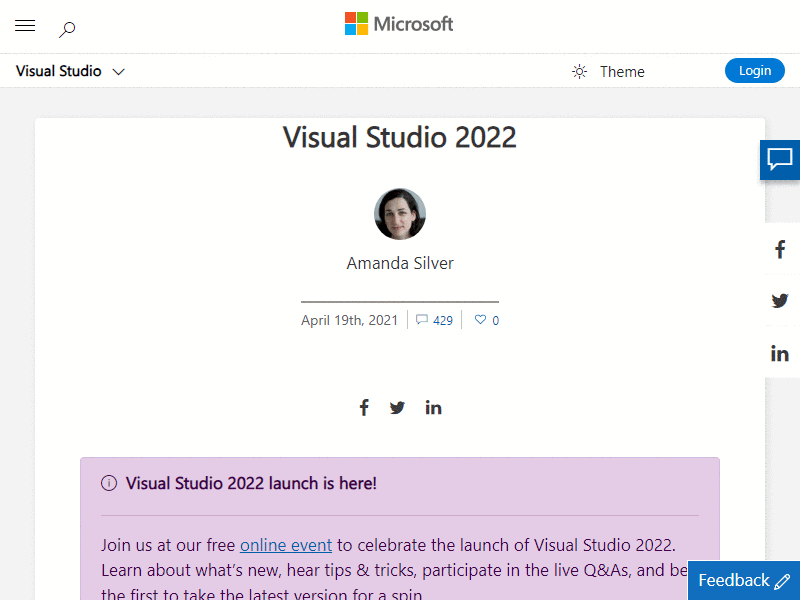 Microsoft
Visual Studio
Theme
Login
Visual Studio 2022
Amanda Silver
April 19th, 2021
429
0
Visual Studio 2022 launch is here!
Join us at our free online event to celebrate the launch of Visual Studio 2022.
Learn about what's new, hear tips & tricks, participate in the live Q&As, and be
the first to take the latest version for a spin.
Feedback